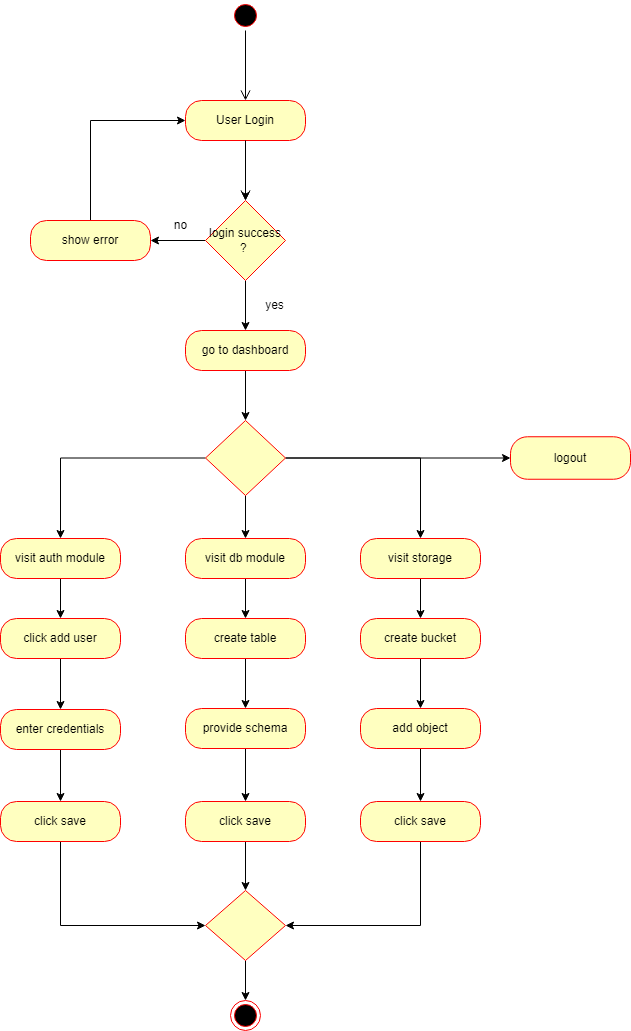 User Login
no
login success
?
show error
yes
go to dashboard
logout
visit auth module
visit db module
visit storage
click add user
create table
create bucket
enter credentials
provide schema
add object
click save
click save
click save